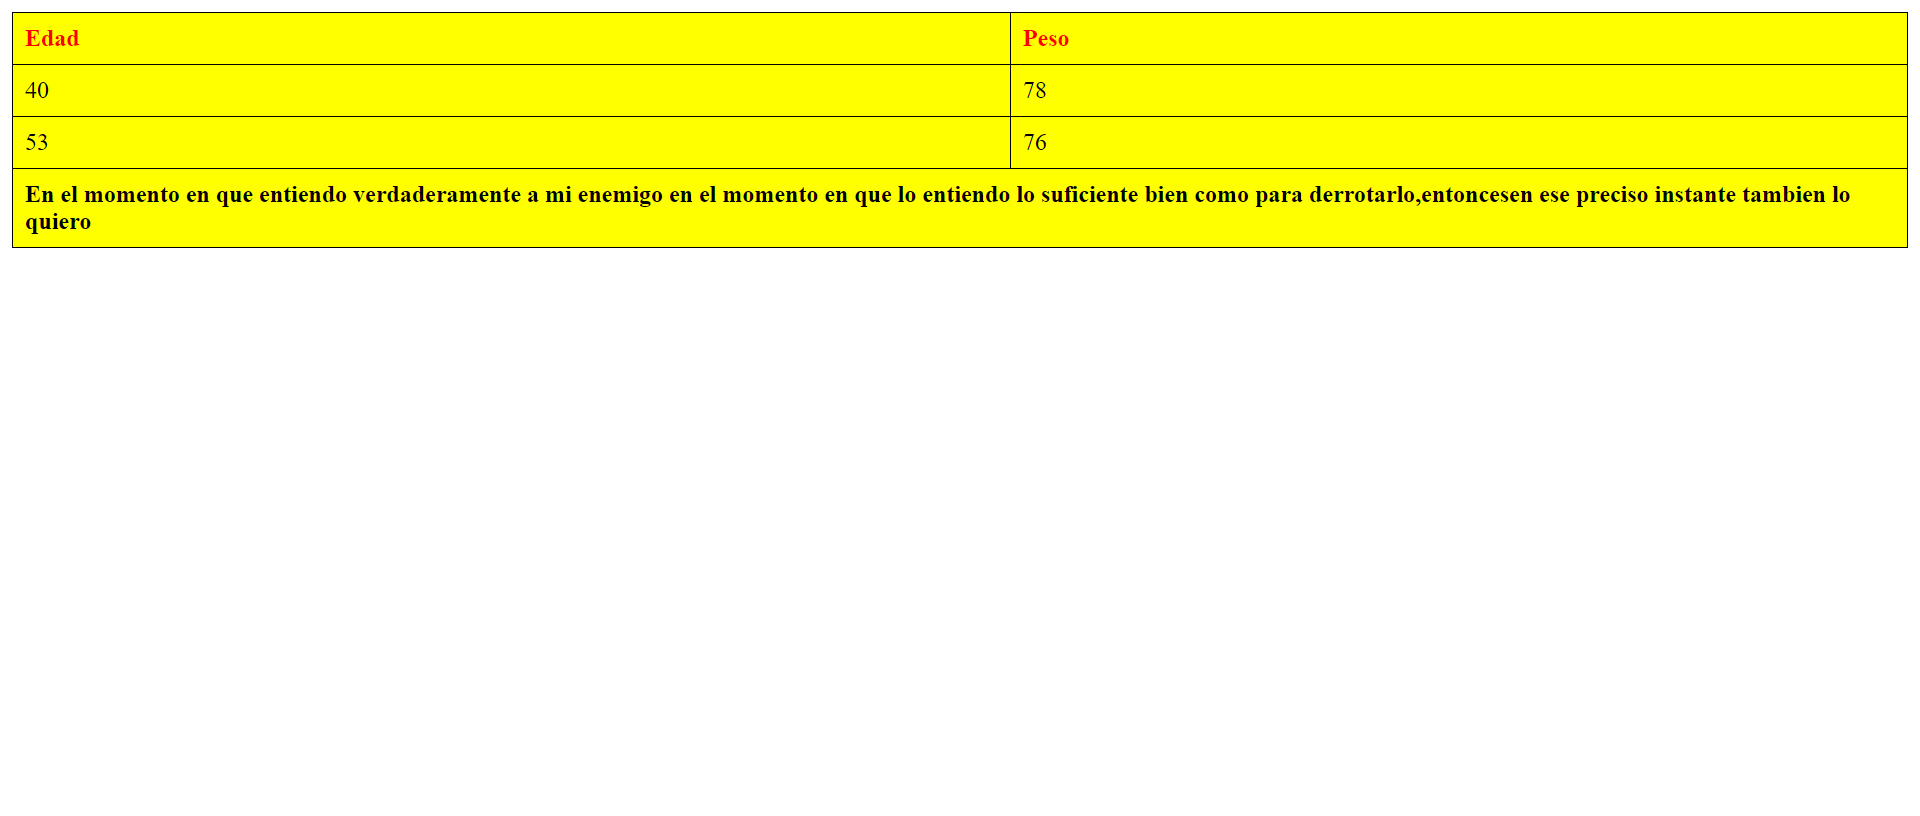 Edad Peso
40 78
53 76
En el momento en que entiendo verdaderamente a mi enemigo en el momento en que lo entiendo lo suficiente bien como para derrotarlo,entoncesen ese preciso instante tambien lo
quiero